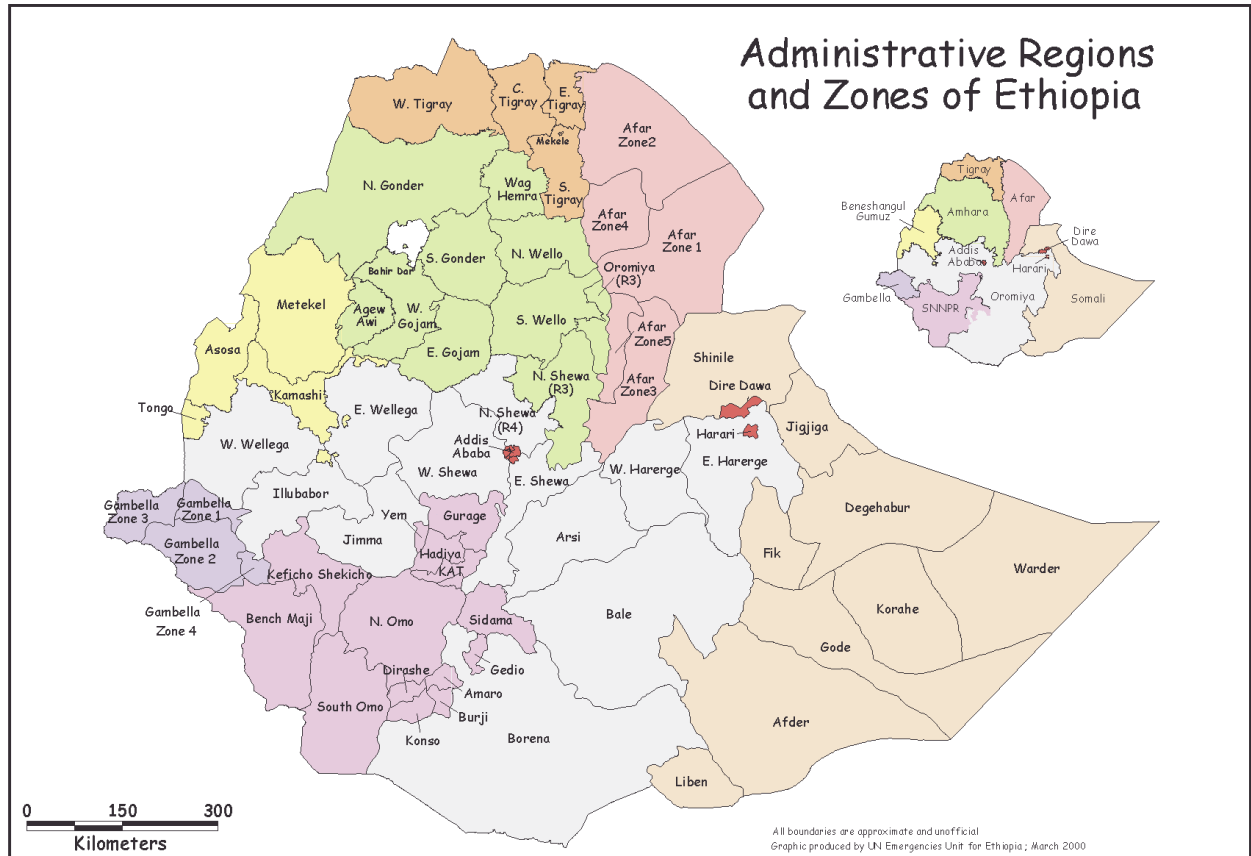 Administrative Regions
and Zones of Ethiopia
W. Tigray
C.
Tigray
E.
Tigray
Mekele
S.
Tigray
Afar
Zone2
N. Gonder
Wag
Hemra
Afar
Zone4
Afar
Zone 1
Bahir Dar
S. Gonder
N. Wello
Oromiya
(R3)
Metekel
Agew
Awi
W.
Gojam
S. Wello
Afar
Zone5
Asosa
E. Gojam
N. Shewa
(R3)
Afar
Zone3
Shinile
Dire Dawa
Kamashi
Tongo
E. Wellega
N. Shewa
(R4)
Addis
Ababa
Harari
Jigjiga
W. Wellega
W. Shewa
E. Shewa
W. Harerge
E. Harerge
Illubabor
Gambella
Zone 3
Gambella
Zone 1
Gambella
Zone 2
Yem
Gurage
Degehabur
Jimma
Arsi
Hadiya
KAT
Fik
Keficho Shekicho
Warder
Gambella
Zone 4
Bench Maji
N. Omo
Sidama
Bale
Korahe
Gode
Gedio
Dirashe
Amaro
South Omo
Burji
Konso
Borena
Afder
Liben
Tigray
Afar
Beneshangul
Gumuz
Amhara
Dire
Dawa
Addis
Ababa
Harari
Gambella
Oromiya
Somali
SNNPR
0 150 300
Kilometers
All boundaries are approximate and unofficial
Graphic produced by UN Emergencies Unit for Ethiopia ; March 2000